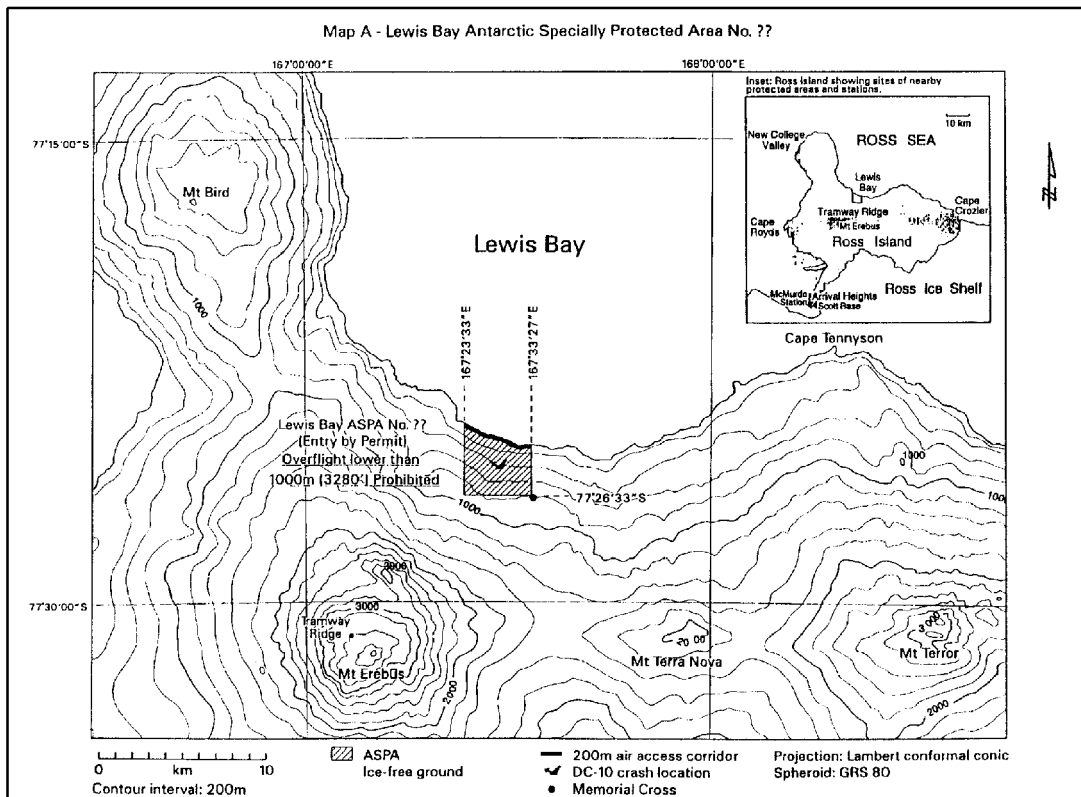 Map A - Lewis Bay Antarctic Specially Protected Area No. ??
167°00'00"E
168°00'00"E
Inset: Ross Island showing sites of nearby
protected areas and stations.
10 km
New College
Valley
ROSS SEA
Lewis
Bay
Cape
Crozier
Tramway Ridge
Mt Erebus
Cape
Royds
Ross Island
Ross Ice Shelf
McMurdo
Station
Arrival Heights
Scott Base
77°15'00"S
Mt Bird
Lewis Bay
1000
167°23'33"E
167°33'27"E
Cape Tennyson
Lewis Bay ASPA No. ??
(Entry by Permit)
Overflight lower than
1000m (3280') Prohibited
77°26'33"S
1000
1000
1000
77°30'00"S
3000
3000
Tramway
Ridge
Mt Erebus
2000
2000
Mt Terra Nova
3000
Mt Terror
2000
0 km 10
Contour interval: 200m
ASPA
Ice-free ground
200m air access corridor
DC-10 crash location
Memorial Cross
Projection: Lambert conformal conic
Spheroid: GRS 80
N